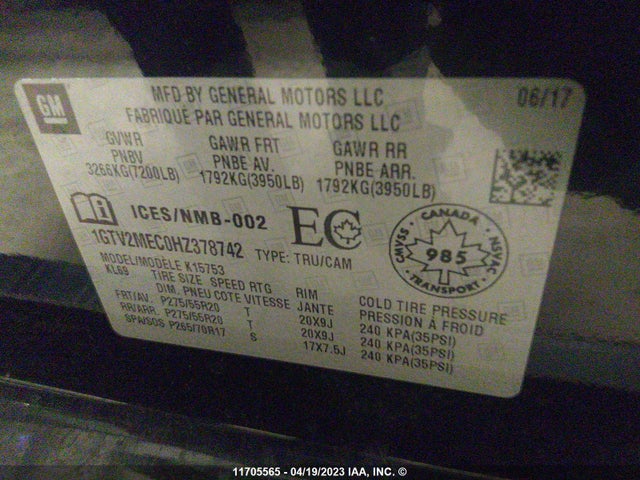 GM
MFD BY GENERAL MOTORS LLC 06/17
FABRIQUÉ PAR GENERAL MOTORS LLC
GVWR GAWR FRT GAWR RR
PNBV PNBE AV. PNBE ARR.
3266KG(7200LB) 1792KG(3950LB) 1792KG(3950LB)
ICES/NMB-002 EC
CANADA
CMVSS 985 NSVAC
TRANSPORT
1GTV2MEC0HZ378742 TYPE: TRU/CAM
MODEL/MODÈLE K15753
KL69 TIRE SIZE SPEED RTG RIM COLD TIRE PRESSURE
DIM. PNEU COTE VITESSE JANTE PRESSION À FROID
FRT/AV. P275/55R20 T 20X9J 240 KPA(35PSI)
RR/ARR. P275/55R20 T 20X9J 240 KPA(35PSI)
SPA/SOS P265/70R17 S 17X7.5J 240 KPA(35PSI)
11705565 - 04/19/2023 IAA, INC. ©